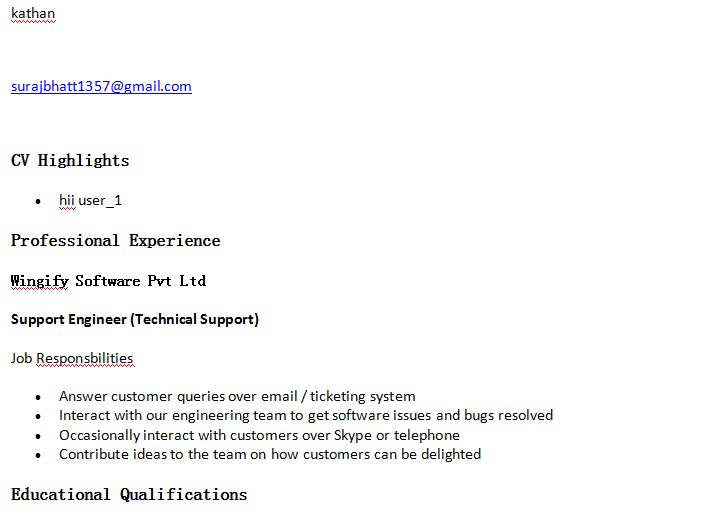 kathan
surajbhatt1357@gmail.com
CV Highlights
• hii user_1
Professional Experience
Wingify Software Pvt Ltd
Support Engineer (Technical Support)
Job Responsbilities
• Answer customer queries over email / ticketing system
• Interact with our engineering team to get software issues and bugs resolved
• Occasionally interact with customers over Skype or telephone
• Contribute ideas to the team on how customers can be delighted
Educational Qualifications